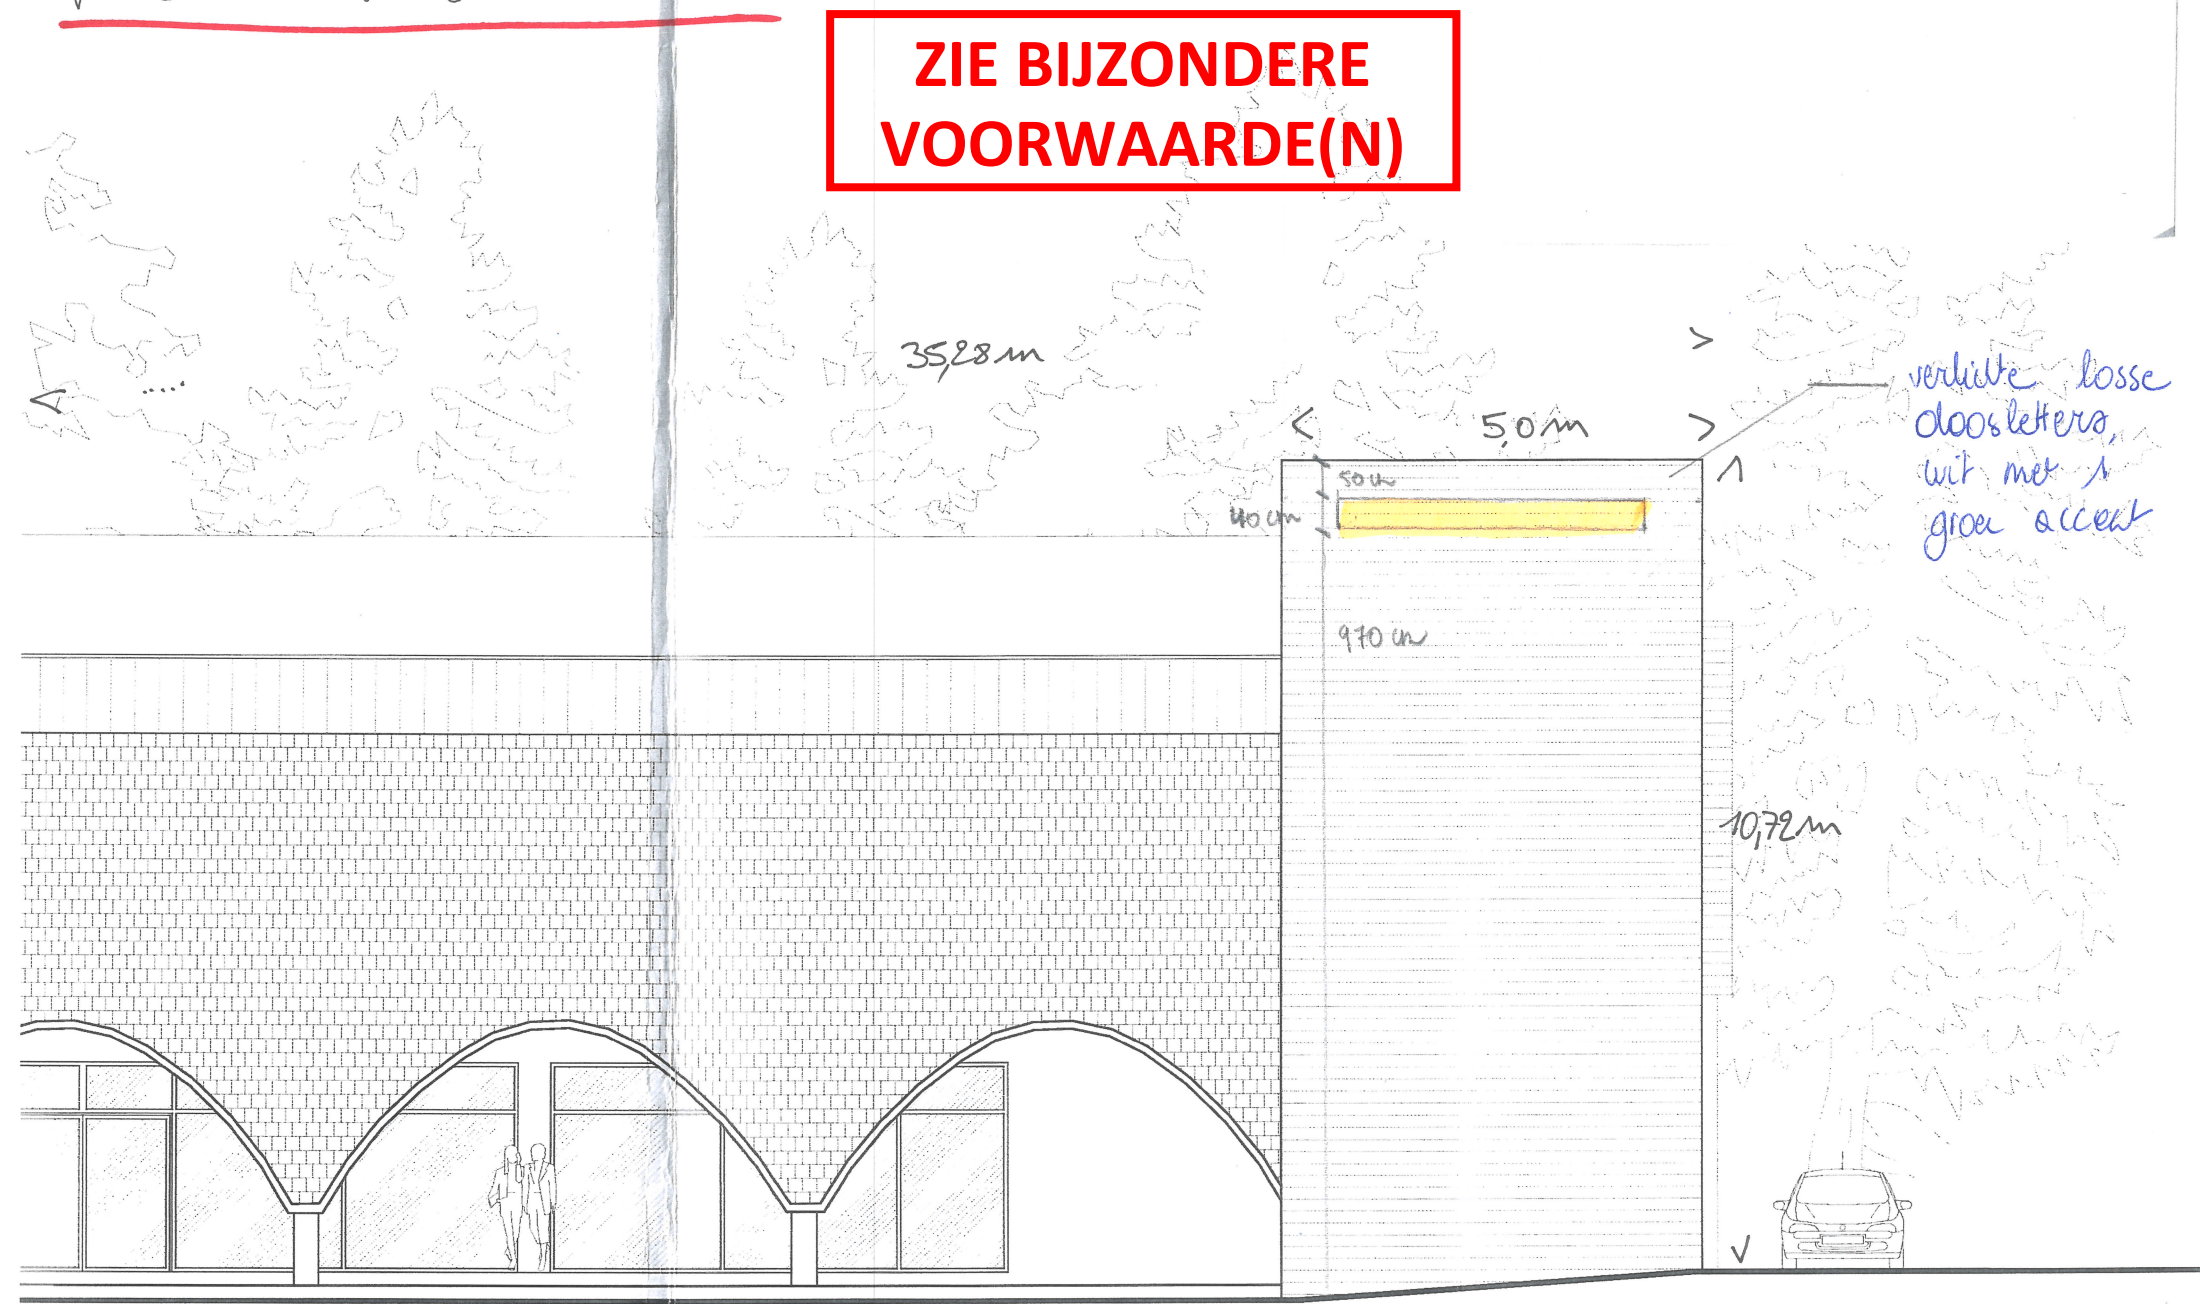 ZIE BIJZONDERE
VOORWAARDE(N)
35,28 m
5,0 m
verlichte losse
doosletters,
wit met 1
groen accent
50 cm
40 cm
970 cm
10,72 m